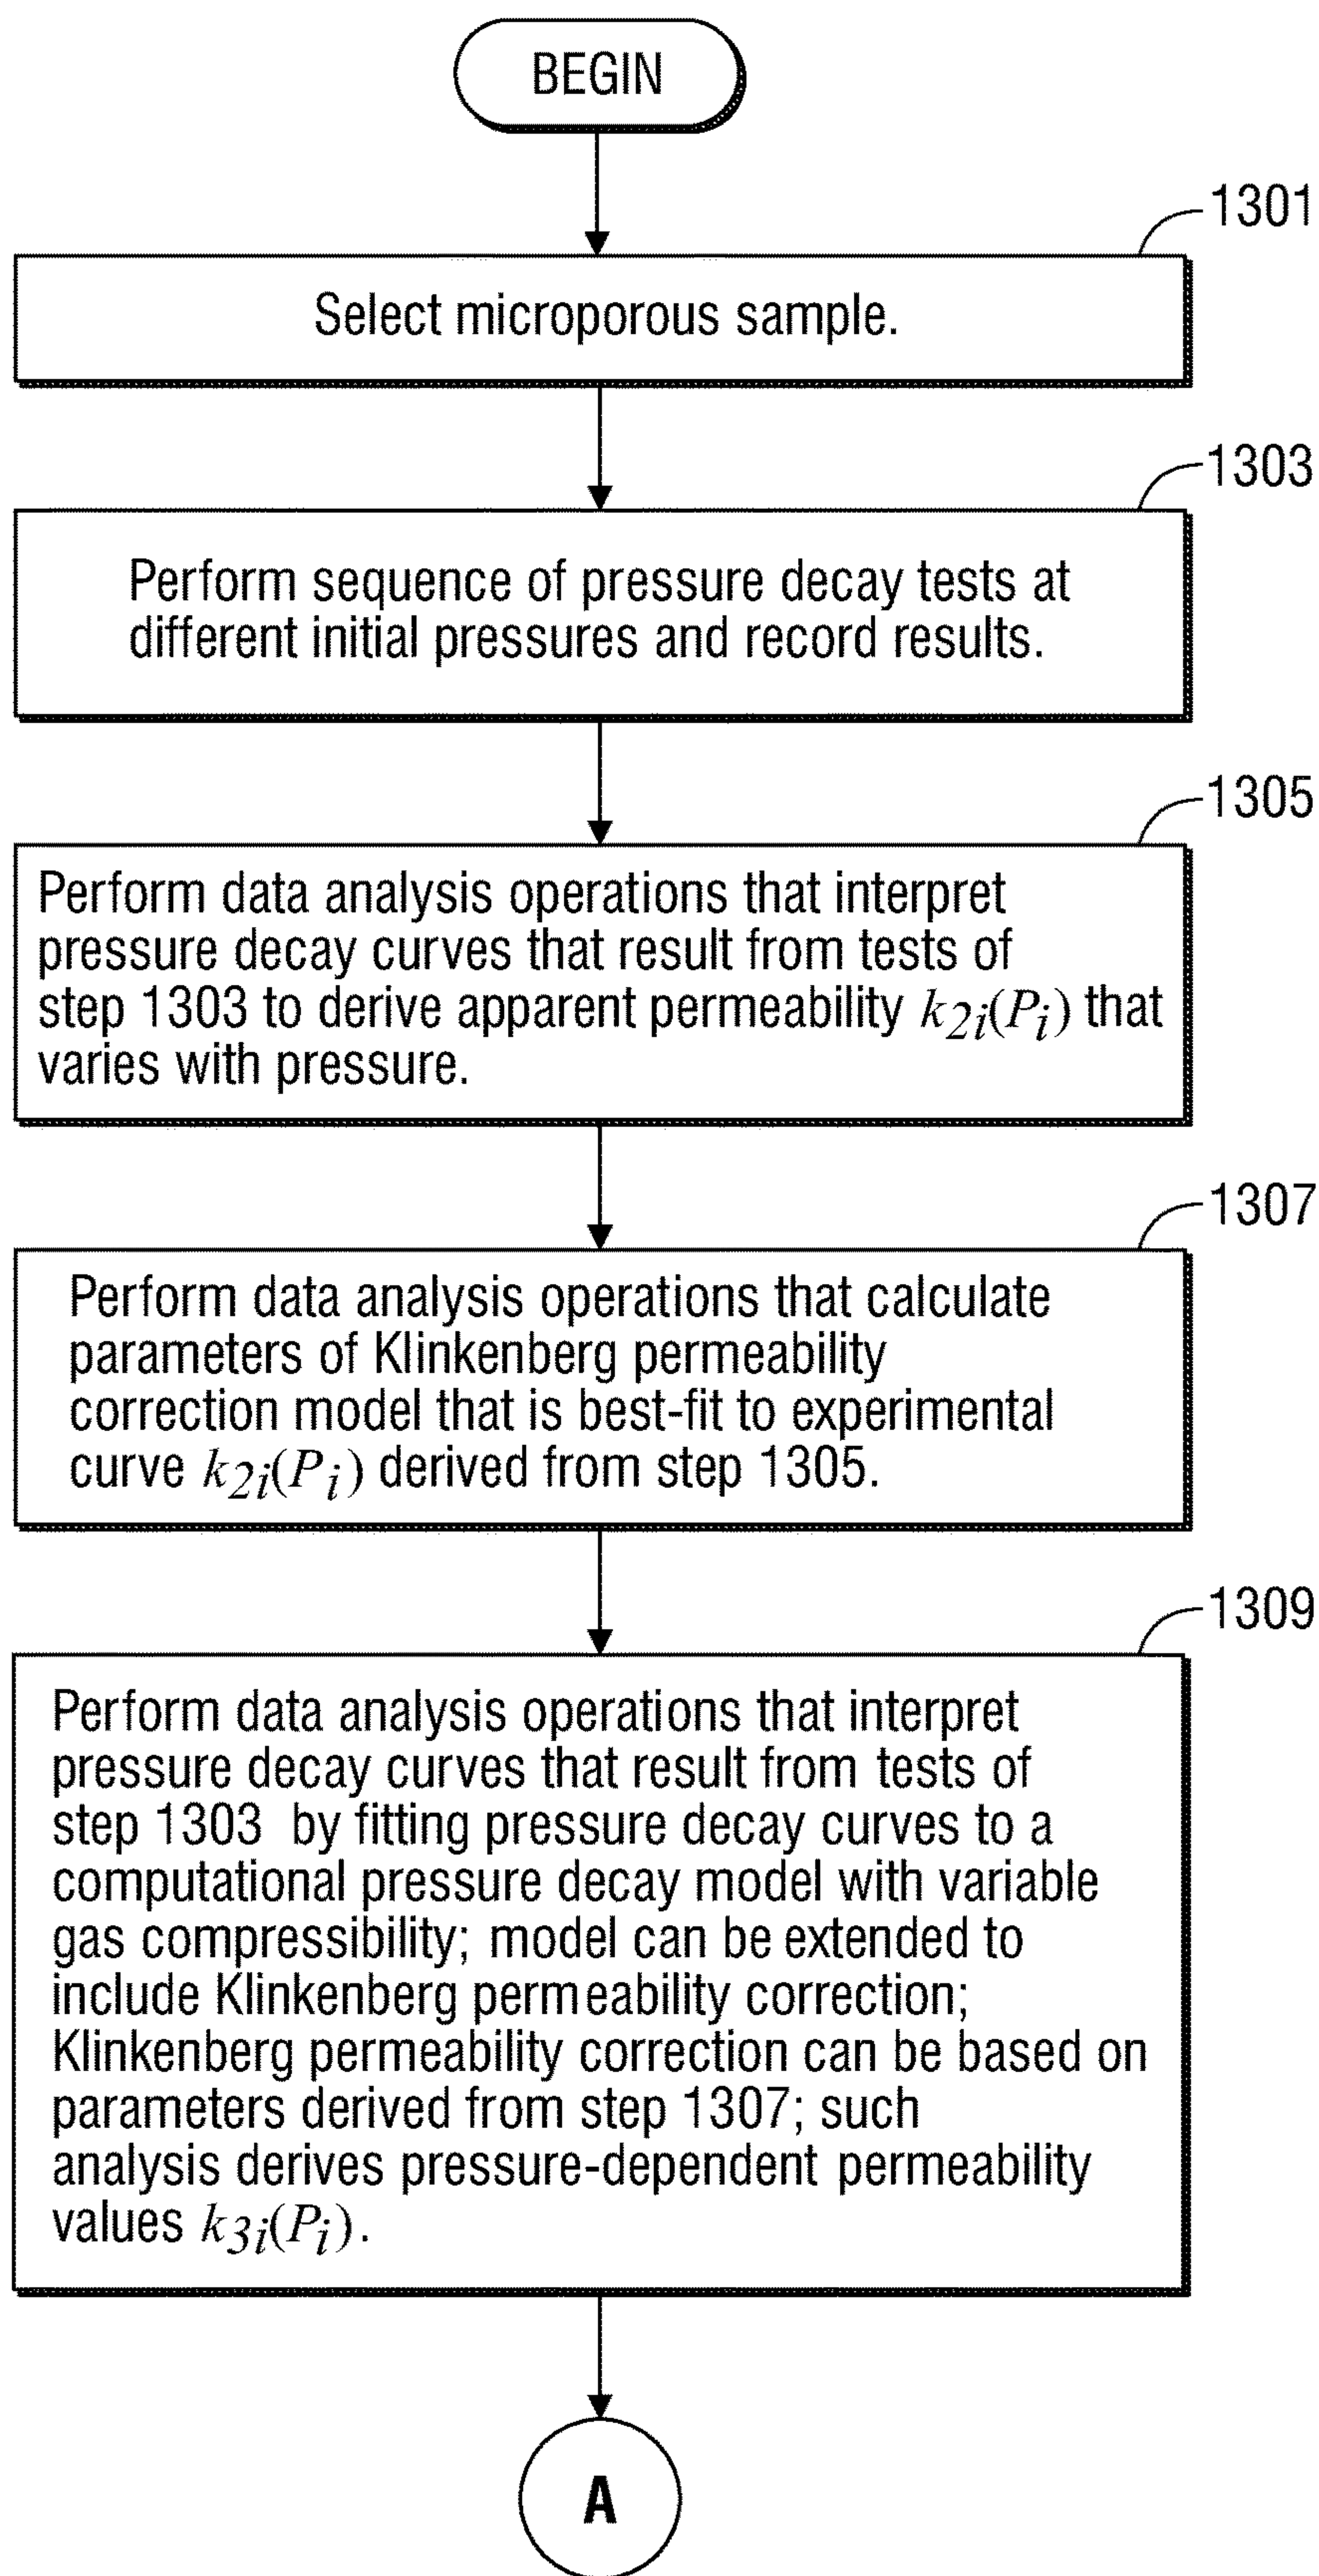 BEGIN
1301
Select microporous sample.
1303
Perform sequence of pressure decay tests at
different initial pressures and record results.
1305
Perform data analysis operations that interpret
pressure decay curves that result from tests of
step 1303 to derive apparent permeability k2i(Pi) that
varies with pressure.
1307
Perform data analysis operations that calculate
parameters of Klinkenberg permeability
correction model that is best-fit to experimental
curve k2i(Pi) derived from step 1305.
1309
Perform data analysis operations that interpret
pressure decay curves that result from tests of
step 1303 by fitting pressure decay curves to a
computational pressure decay model with variable
gas compressibility; model can be extended to
include Klinkenberg permeability correction;
Klinkenberg permeability correction can be based on
parameters derived from step 1307; such
analysis derives pressure-dependent permeability
values k3i(Pi).
A